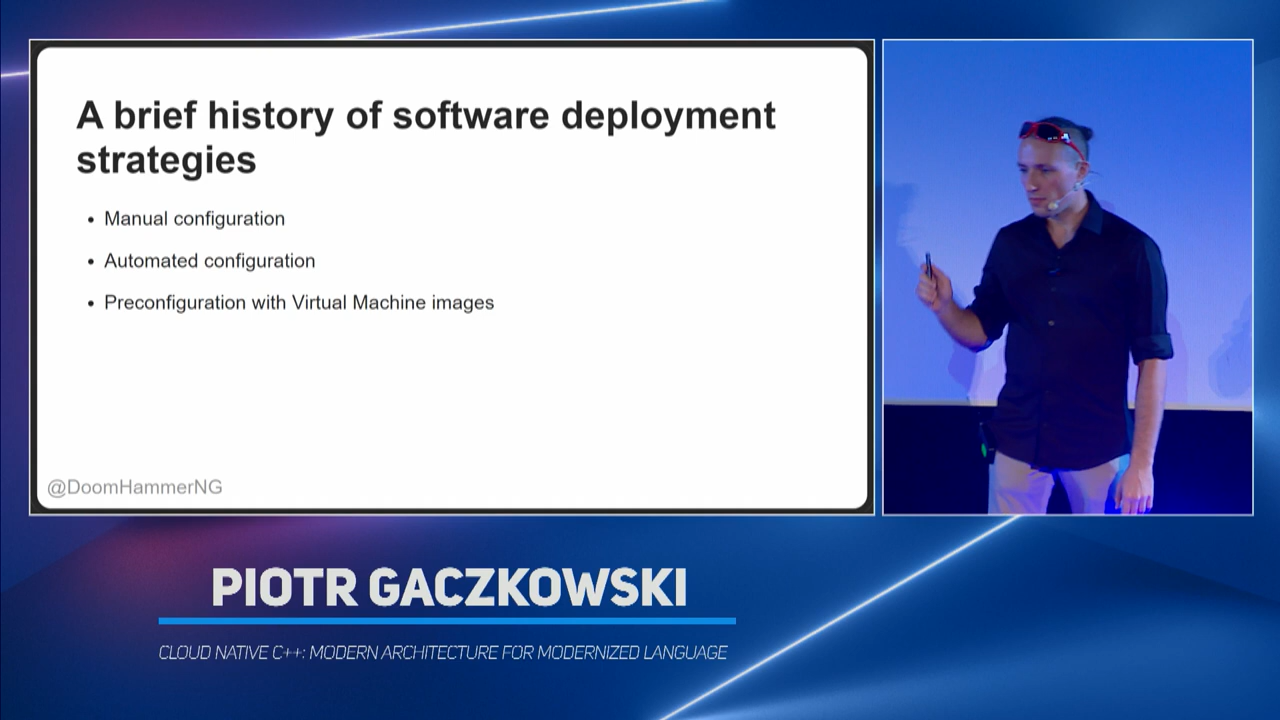 A brief history of software deployment
strategies
• Manual configuration
• Automated configuration
• Preconfiguration with Virtual Machine images
@DoomHammerNG
PIOTR GACZKOWSKI
CLOUD NATIVE C++: MODERN ARCHITECTURE FOR MODERNIZED LANGUAGE